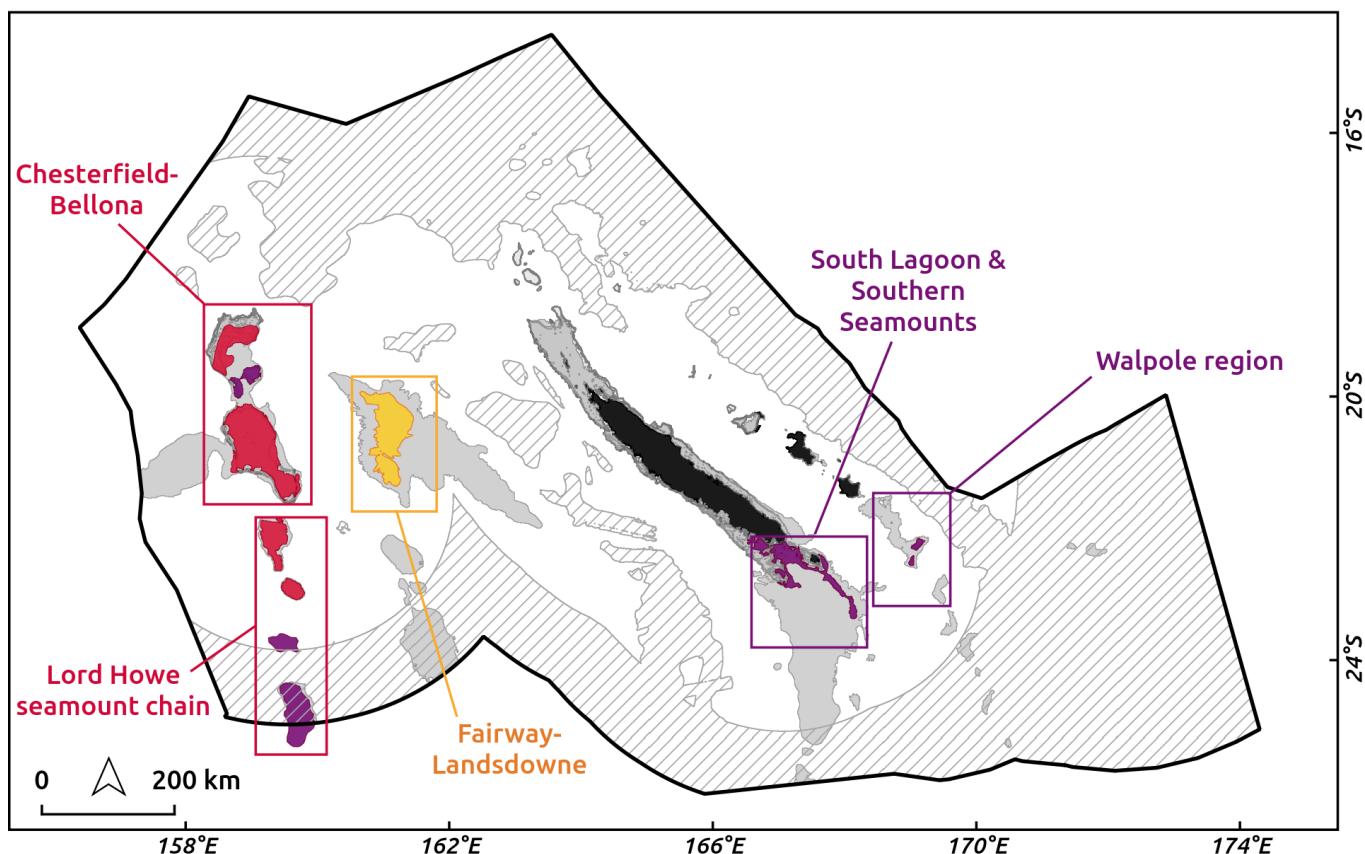 Chesterfield-
Bellona
South Lagoon &
Southern
Seamounts
Walpole region
Lord Howe
seamount chain
Fairway-
Landsdowne
0
200 km
16°S
20°S
24°S
158°E
162°E
166°E
170°E
174°E